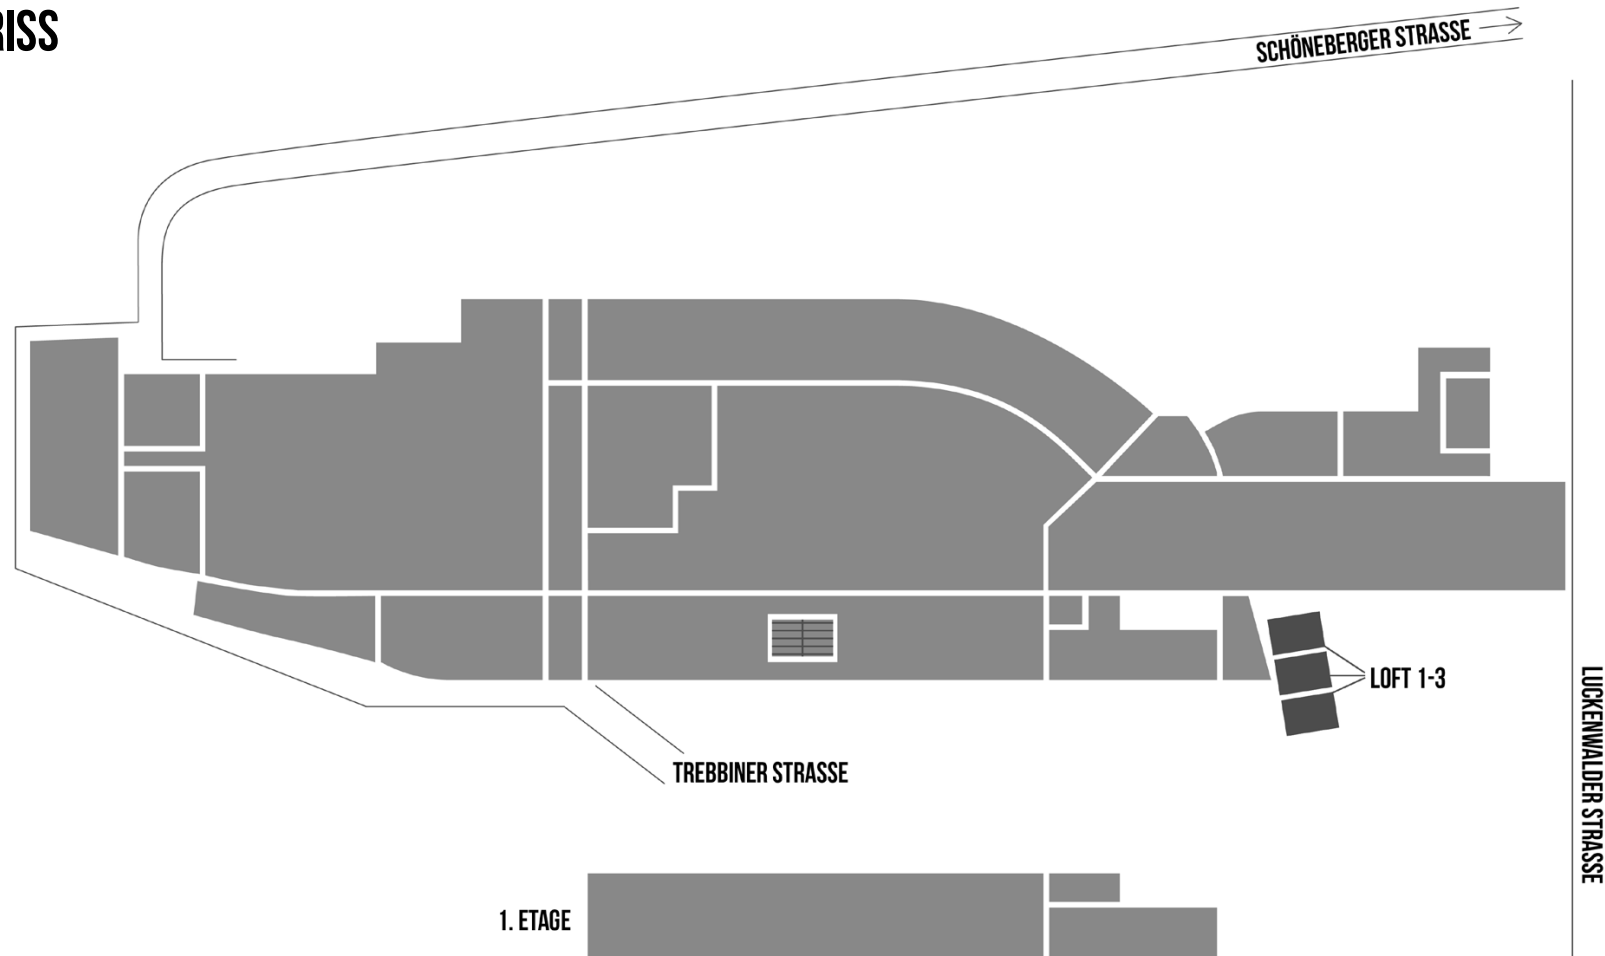 RISS
SCHÖNEBERGER STRASSE
LOFT 1-3
LUCKENWALDER STRASSE
TREBBINER STRASSE
1. ETAGE